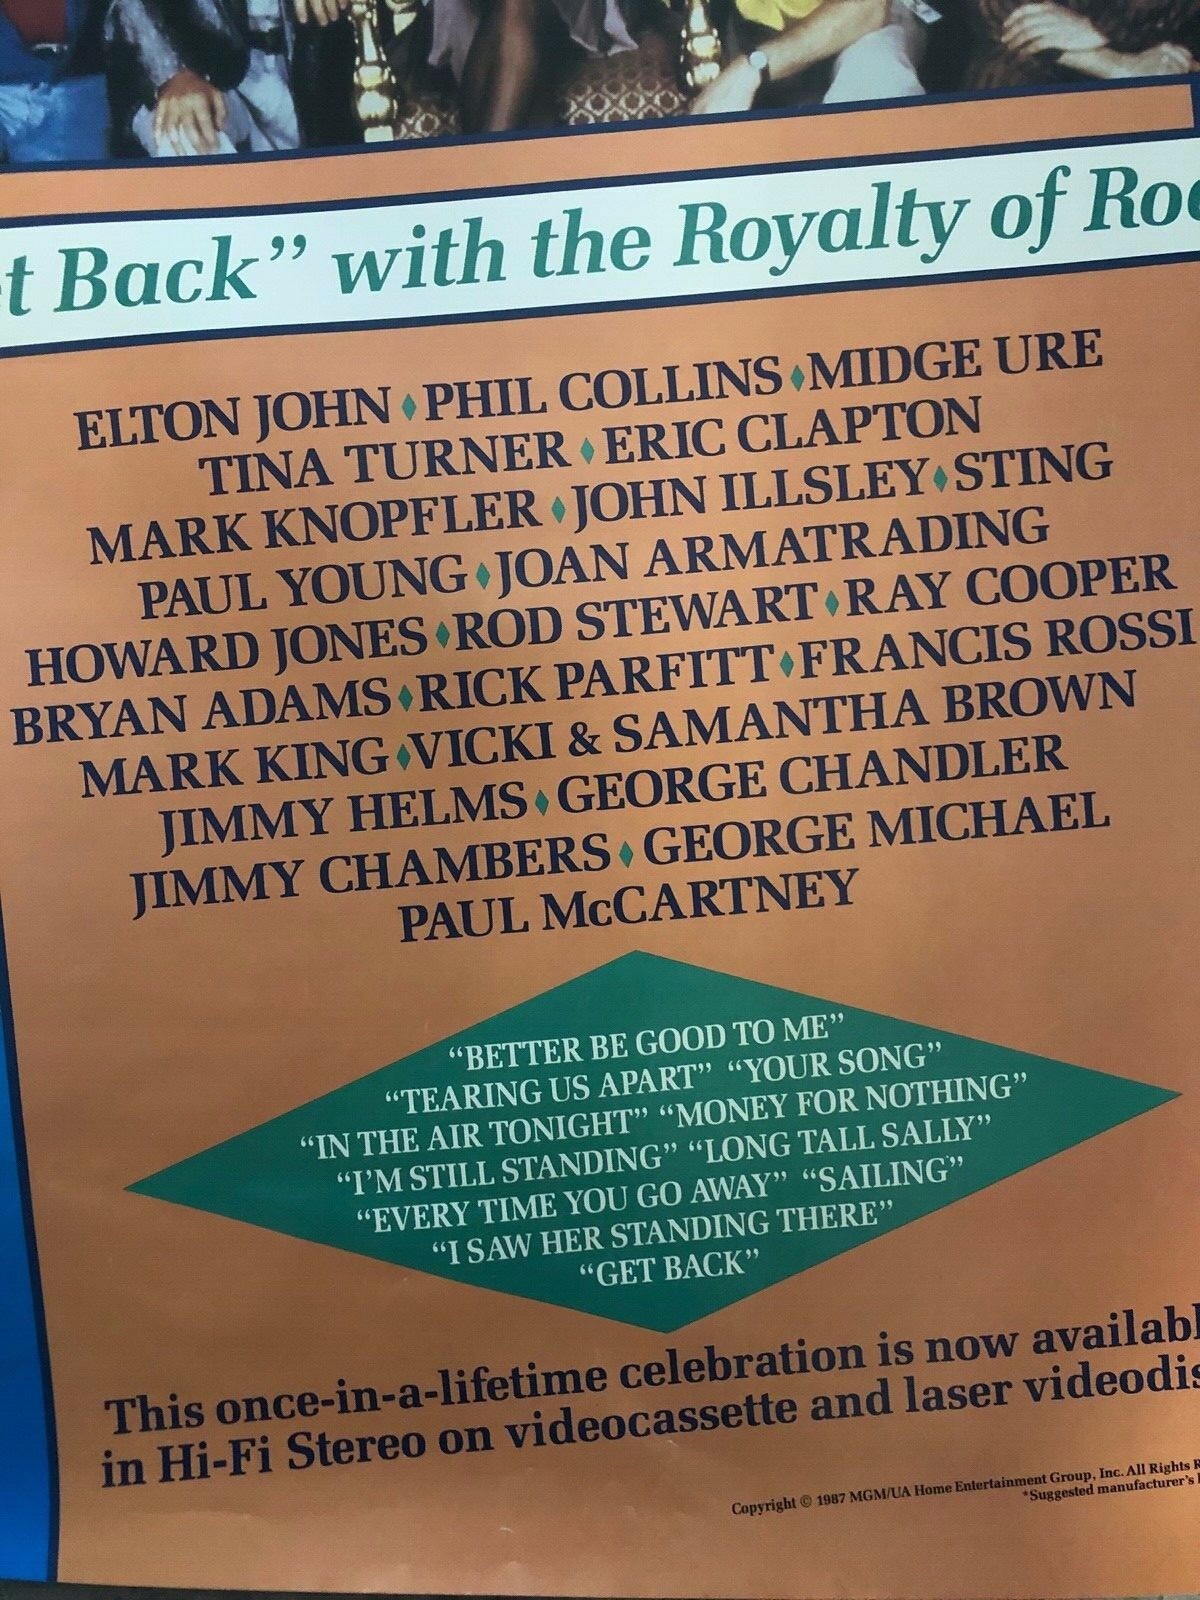 t Back” with the Royalty of
ELTON JOHN ♦ PHIL COLLINS ♦ MIDGE URE
TINA TURNER ♦ ERIC CLAPTON
MARK KNOPFLER ♦ JOHN ILLSLEY ♦ STING
PAUL YOUNG ♦ JOAN ARMATRADING
HOWARD JONES ♦ ROD STEWART ♦ RAY COOPER
BRYAN ADAMS ♦ RICK PARFITT ♦ FRANCIS ROSSI
MARK KING ♦ VICKI & SAMANTHA BROWN
JIMMY HELMS ♦ GEORGE CHANDLER
JIMMY CHAMBERS ♦ GEORGE MICHAEL
PAUL McCARTNEY
“BETTER BE GOOD TO ME”
“TEARING US APART” “YOUR SONG”
“IN THE AIR TONIGHT” “MONEY FOR NOTHING”
“I’M STILL STANDING” “LONG TALL SALLY”
“EVERY TIME YOU GO AWAY” “SAILING”
“I SAW HER STANDING THERE”
“GET BACK”
This once-in-a-lifetime celebration is now availabl
in Hi-Fi Stereo on videocassette and laser videodis
Copyright © 1987 MGM/UA Home Entertainment Group, Inc. All Rights R
*Suggested manufacturer’s